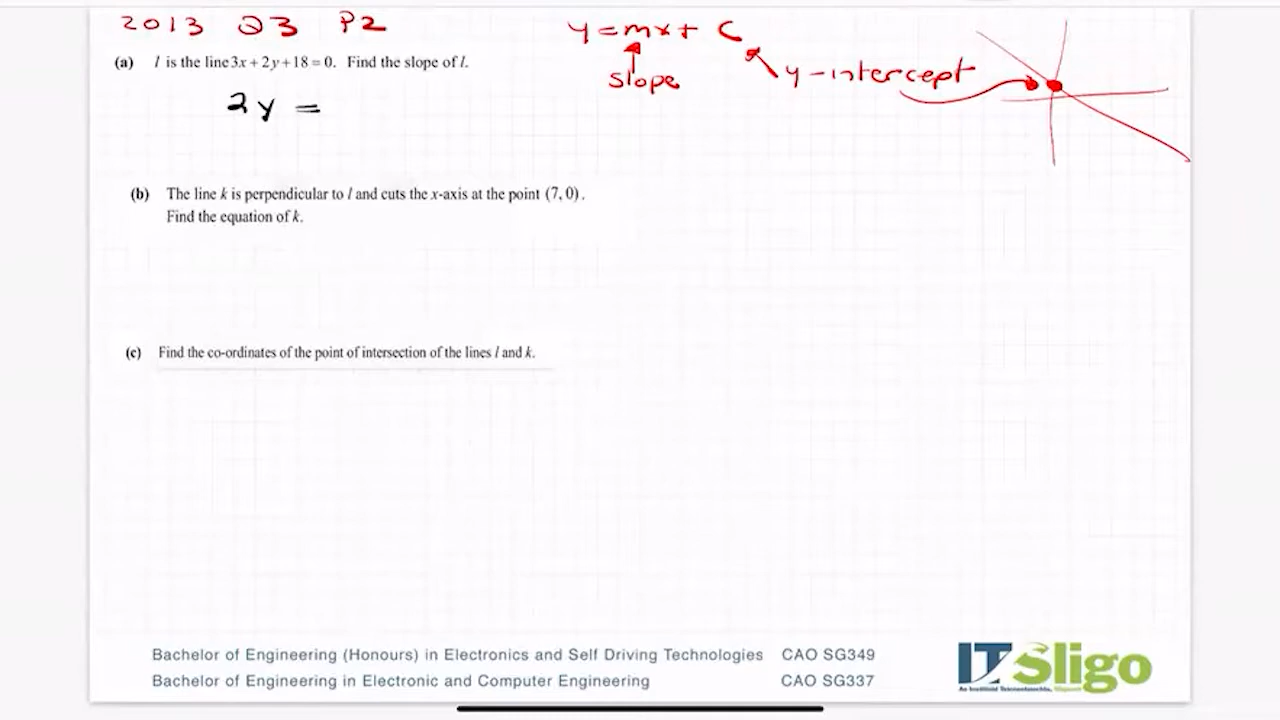 2013 Q3 P2
y = mx + c
slope
y-intercept
(a) l is the line 3x + 2y + 18 = 0. Find the slope of l.
2y =
(b) The line k is perpendicular to l and cuts the x-axis at the point (7, 0).
Find the equation of k.
(c) Find the co-ordinates of the point of intersection of the lines l and k.
Bachelor of Engineering (Honours) in Electronics and Self Driving Technologies CAO SG349
Bachelor of Engineering in Electronic and Computer Engineering CAO SG337
IT Sligo